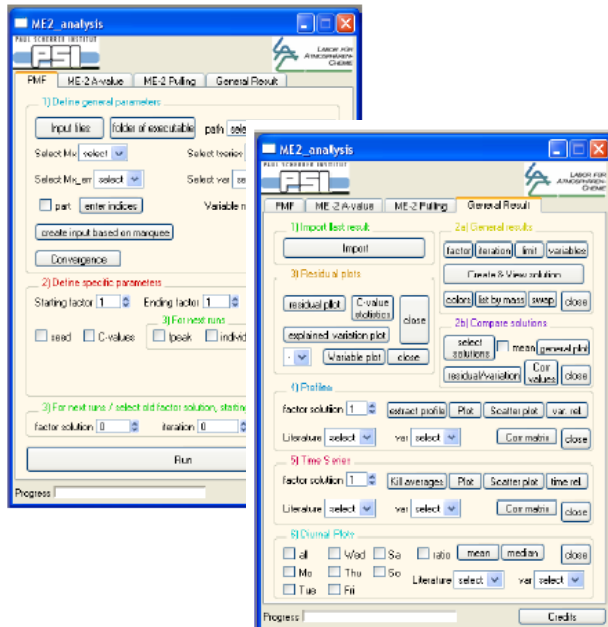 ME2_analysis
PAUL SCHERRER INSTITUT
PSI
LABOR FÜR
ATMOSPHÄREN-
CHEMIE
PMF ME-2 A-value ME-2 Pulling General Result
1) Define general parameters
Input files folder of executable path
Select Mx select Select tseries
Select Mx_err select Select var
part enter indices Variable
create input based on marquee
Convergence
2) Define specific parameters
Starting factor 1 Ending factor 1
3) For next runs
seed C-values fpeak
3) For next runs / select old factor solution,
factor solution 0 iteration 0
Run
Progress
ME2_analysis
PAUL SCHERRER INSTITUT
PSI
LABOR FÜR
ATMOSPHÄREN-
CHEMIE
PMF ME-2 A-value ME-2 Pulling General Result
1) Import last result
Import
2a) General results
factor iteration limit variables
Create & View solution
colors list by mass swap close
3) Residual plots
residual plot C-value statistics close
explained variation plot
- Variable plot close
2b) Compare solutions
select solutions mean general plot
residual/variation Corr values close
4) Profiles
factor solution 1 extract profile Plot Scatter plot var. rel.
Literature select var select Corr matrix close
5) Time Series
factor solution 1 Kill averages Plot Scatter plot time rel.
Literature select var select Corr matrix close
6) Diurnal Plots
all Wed Sa ratio mean median close
Mo Thu So Literature select var select
Tue Fri
Progress Credits